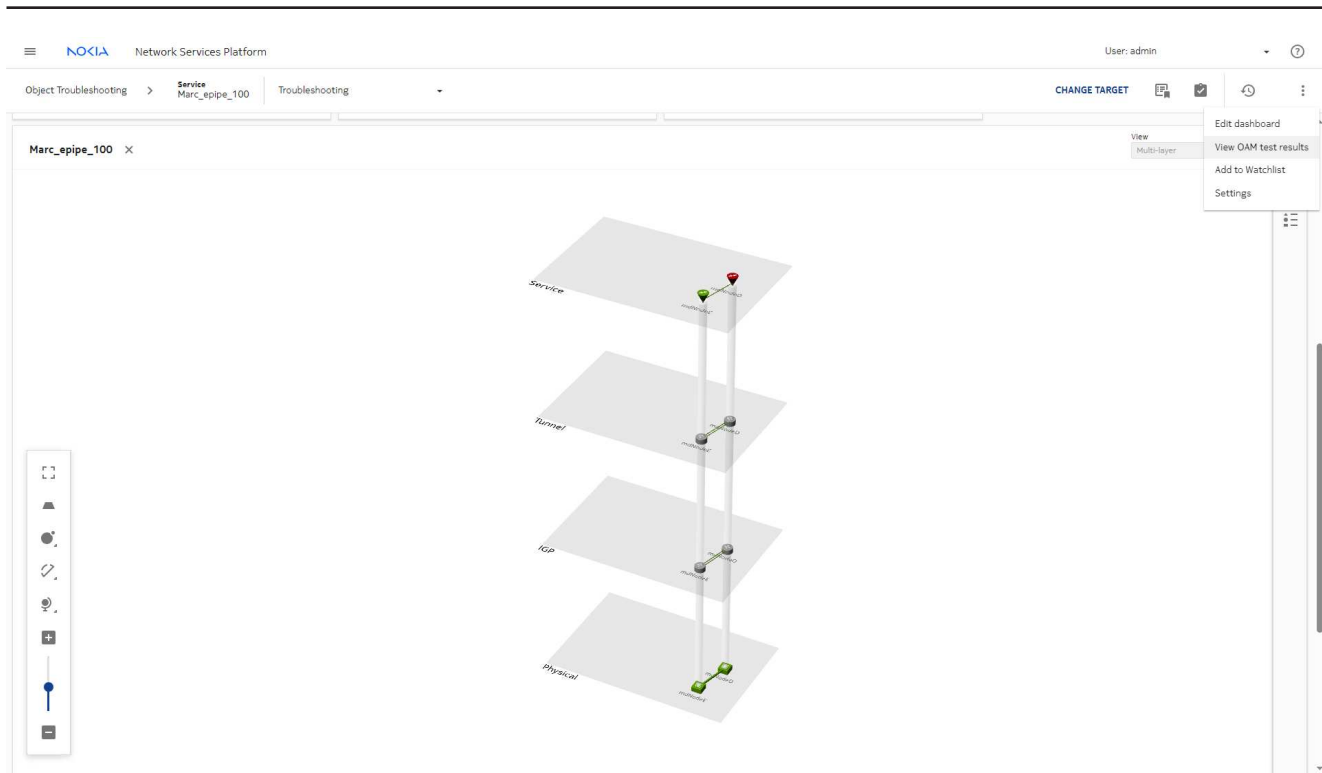 NOKIA Network Services Platform
User: admin
Object Troubleshooting
Service
Marc_epipe_100
Troubleshooting
CHANGE TARGET
Edit dashboard
View OAM test results
Add to Watchlist
Settings
Marc_epipe_100
View
Multi-layer
Service
Tunnel
IGP
Physical